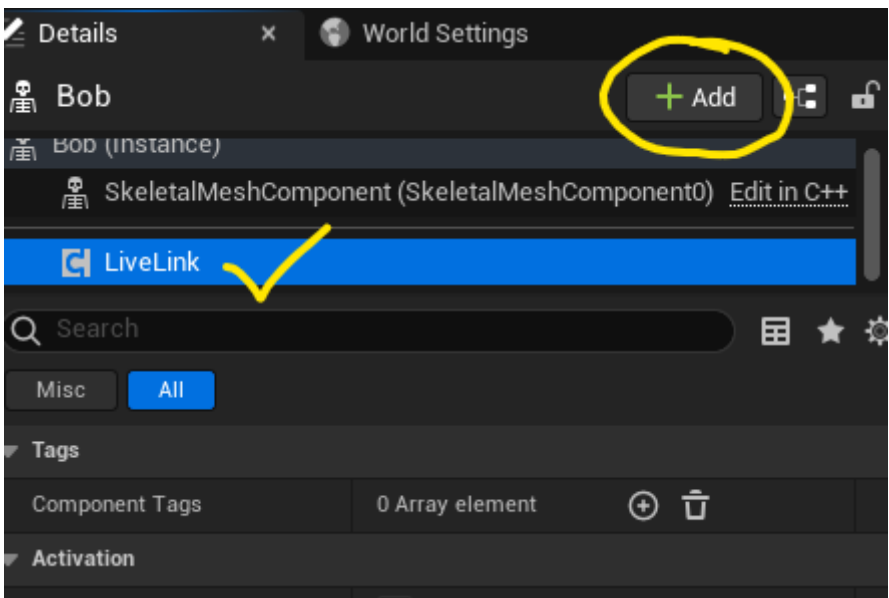 Details
World Settings
Bob
Add
Bob (Instance)
SkeletalMeshComponent (SkeletalMeshComponent0) Edit in C++
LiveLink
Search
Misc
All
Tags
Component Tags
0 Array element
Activation